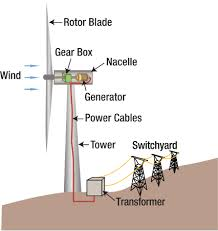 Rotor Blade
Gear Box
Nacelle
Wind
Generator
Power Cables
Tower
Switchyard
Transformer